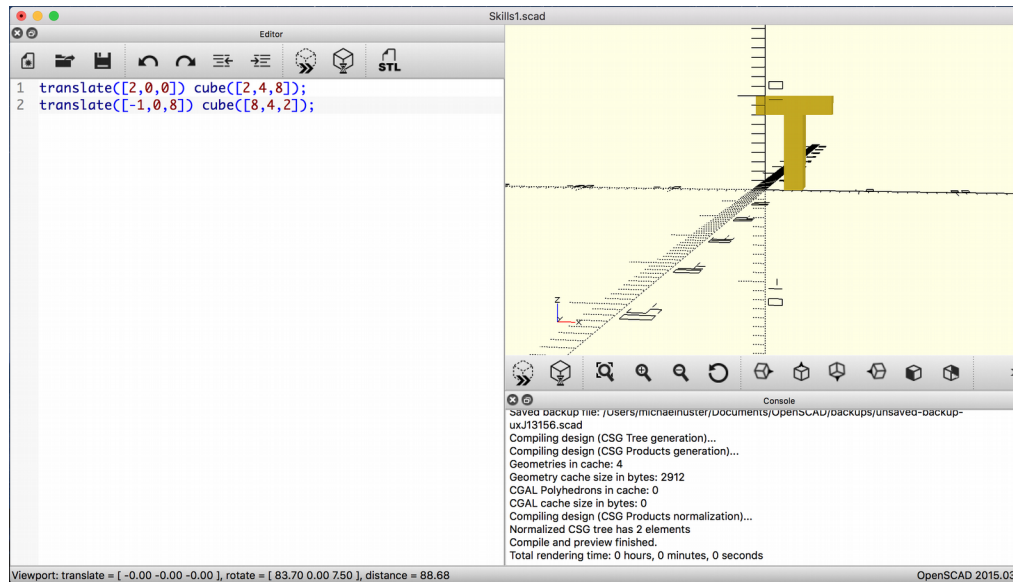 Skills1.scad
Editor
STL
1 translate([2,0,0]) cube([2,4,8]);
2 translate([-1,0,8]) cube([8,4,2]);
Z
X
Console
Saved backup file: /Users/michaelhuster/Documents/OpenSCAD/backups/unsaved-backup-
uxJ13156.scad
Compiling design (CSG Tree generation)...
Compiling design (CSG Products generation)...
Geometries in cache: 4
Geometry cache size in bytes: 2912
CGAL Polyhedrons in cache: 0
CGAL cache size in bytes: 0
Compiling design (CSG Products normalization)...
Normalized CSG tree has 2 elements
Compile and preview finished.
Total rendering time: 0 hours, 0 minutes, 0 seconds
Viewport: translate = [ -0.00 -0.00 -0.00 ], rotate = [ 83.70 0.00 7.50 ], distance = 88.68
OpenSCAD 2015.03